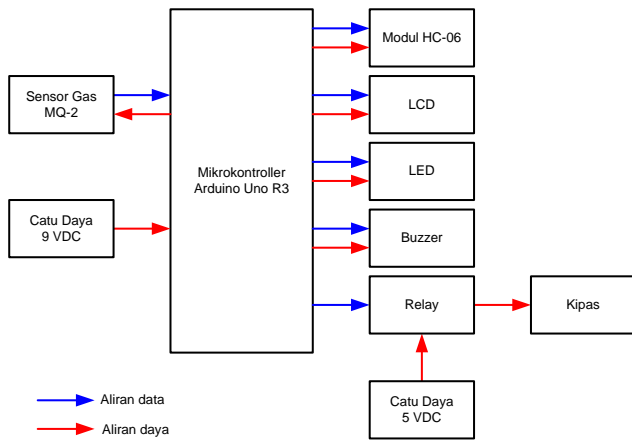 Modul HC-06
Sensor Gas
MQ-2
LCD
Mikrokontroller
Arduino Uno R3
LED
Catu Daya
9 VDC
Buzzer
Relay
Kipas
Catu Daya
5 VDC
Aliran data
Aliran daya